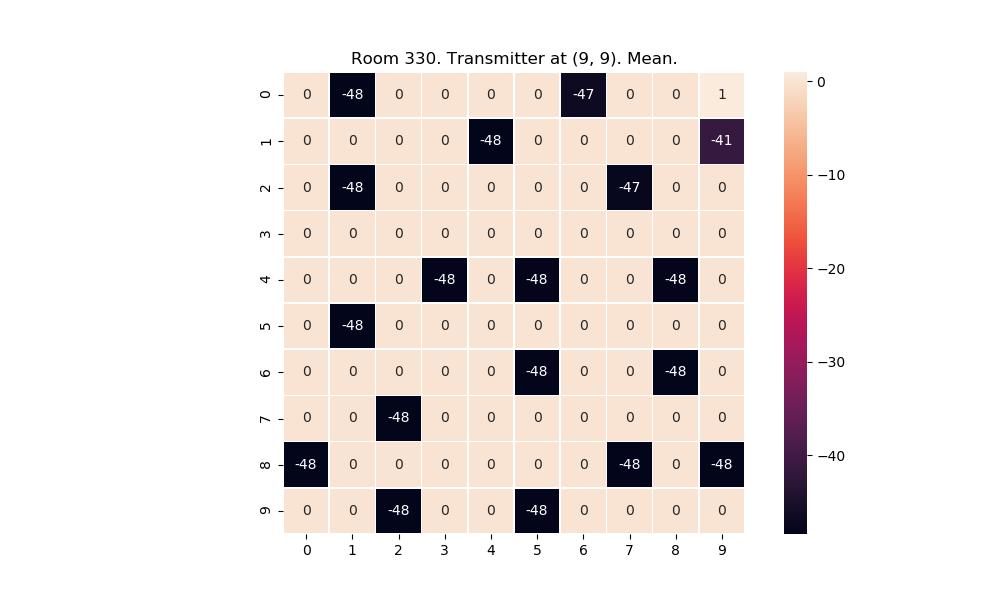 Room 330. Transmitter at (9, 9). Mean.
0 0 -48 0 0 0 0 -47 0 0 1
1 0 0 0 0 -48 0 0 0 0 -41
2 0 -48 0 0 0 0 0 -47 0 0
3 0 0 0 0 0 0 0 0 0 0
4 0 0 0 -48 0 -48 0 0 -48 0
5 0 -48 0 0 0 0 0 0 0 0
6 0 0 0 0 0 -48 0 0 -48 0
7 0 0 -48 0 0 0 0 0 0 0
8 -48 0 0 0 0 0 0 -48 0 -48
9 0 0 -48 0 0 -48 0 0 0 0
0 1 2 3 4 5 6 7 8 9
0
−10
−20
−30
−40